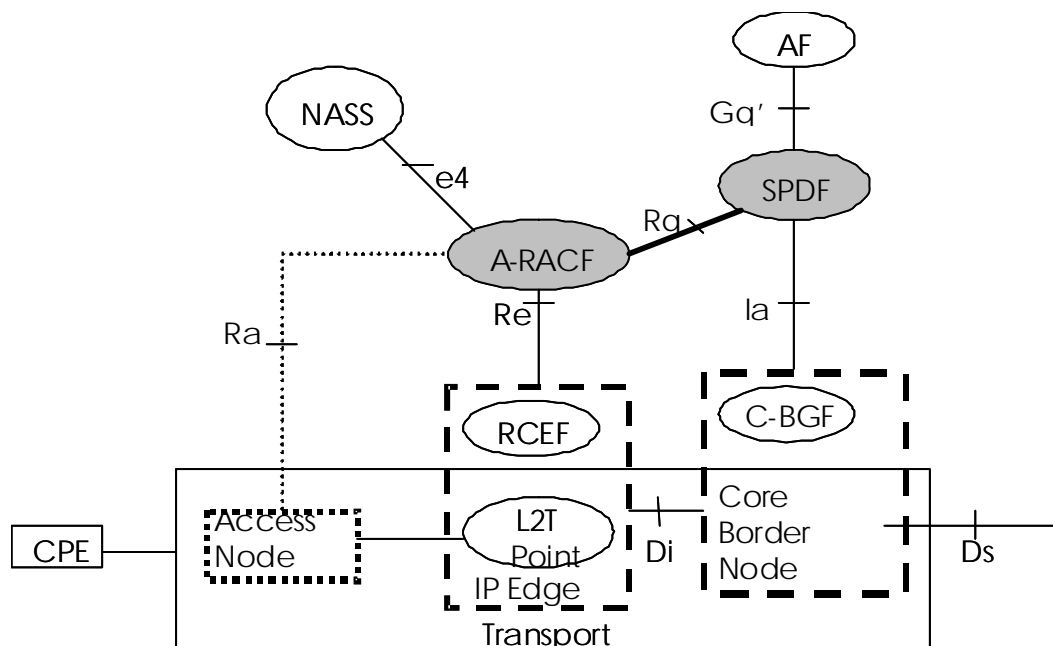 AF
NASS
Gq’
e4
SPDF
Rq
A-RACF
Re
Ia
Ra
RCEF
C-BGF
CPE
Access
Node
L2T
Point
IP Edge
Di
Core
Border
Node
Ds
Transport